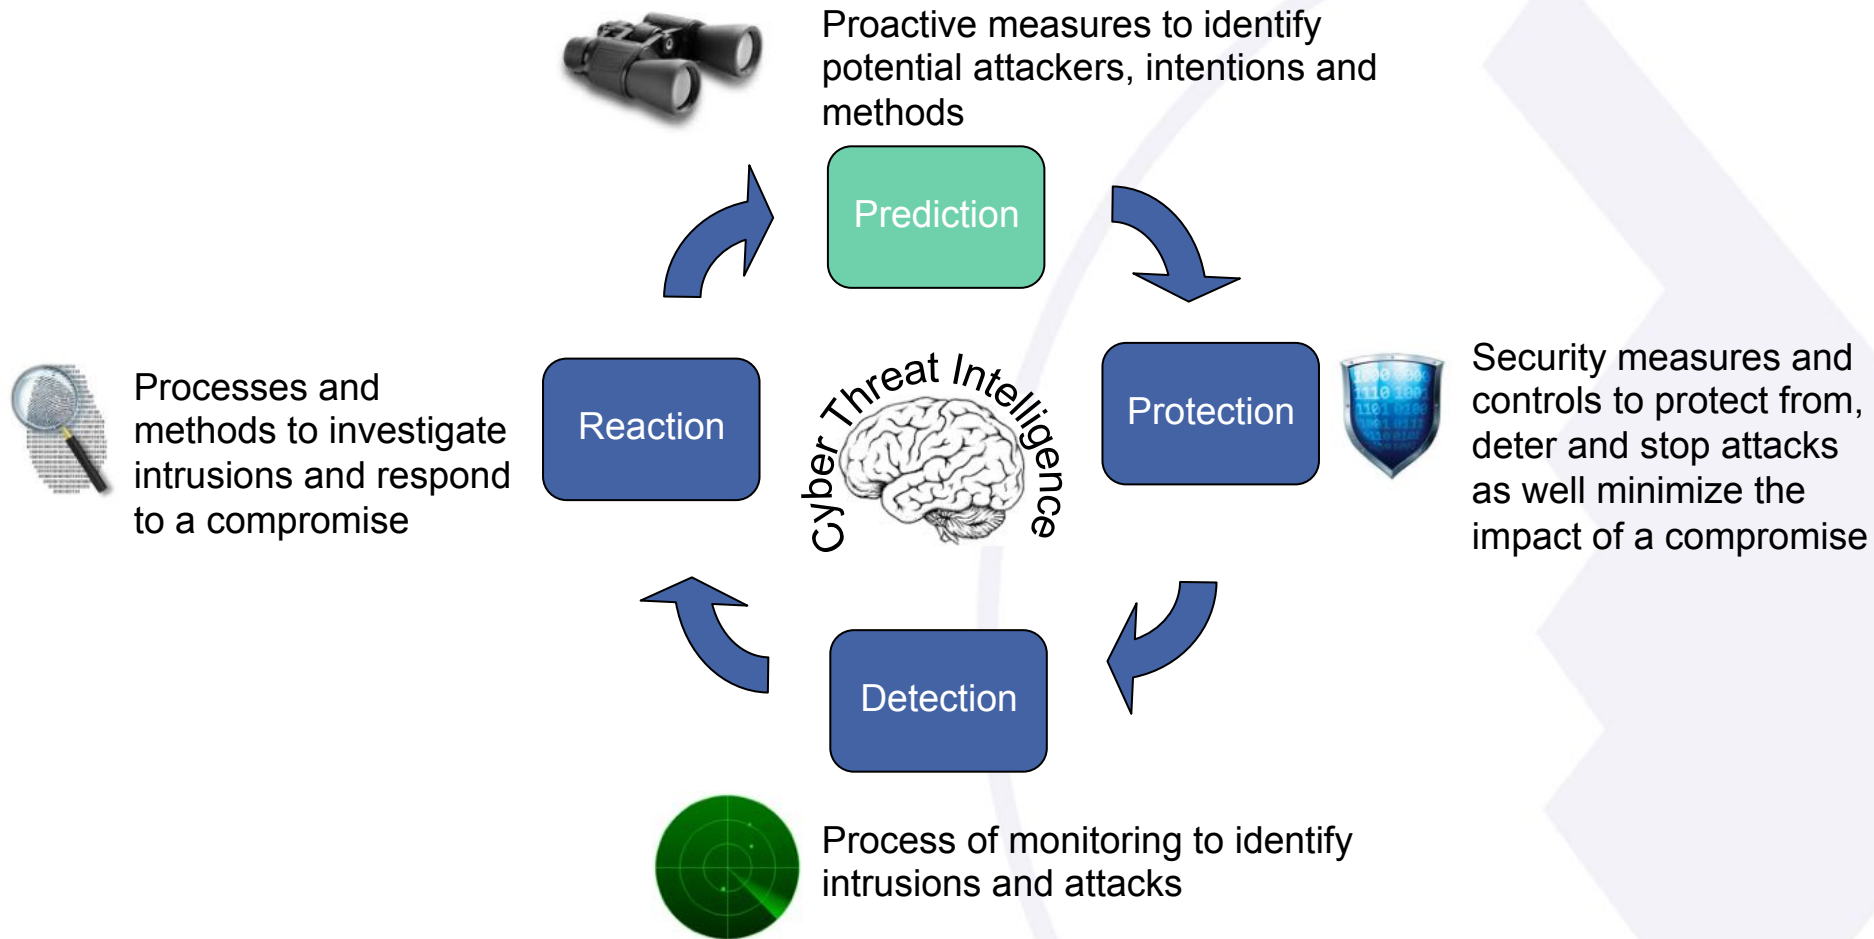 Proactive measures to identify
potential attackers, intentions and
methods
Prediction
Processes and
methods to investigate
intrusions and respond
to a compromise
Reaction
Cyber Threat Intelligence
Protection
Security measures and
controls to protect from,
deter and stop attacks
as well minimize the
impact of a compromise
Detection
Process of monitoring to identify
intrusions and attacks